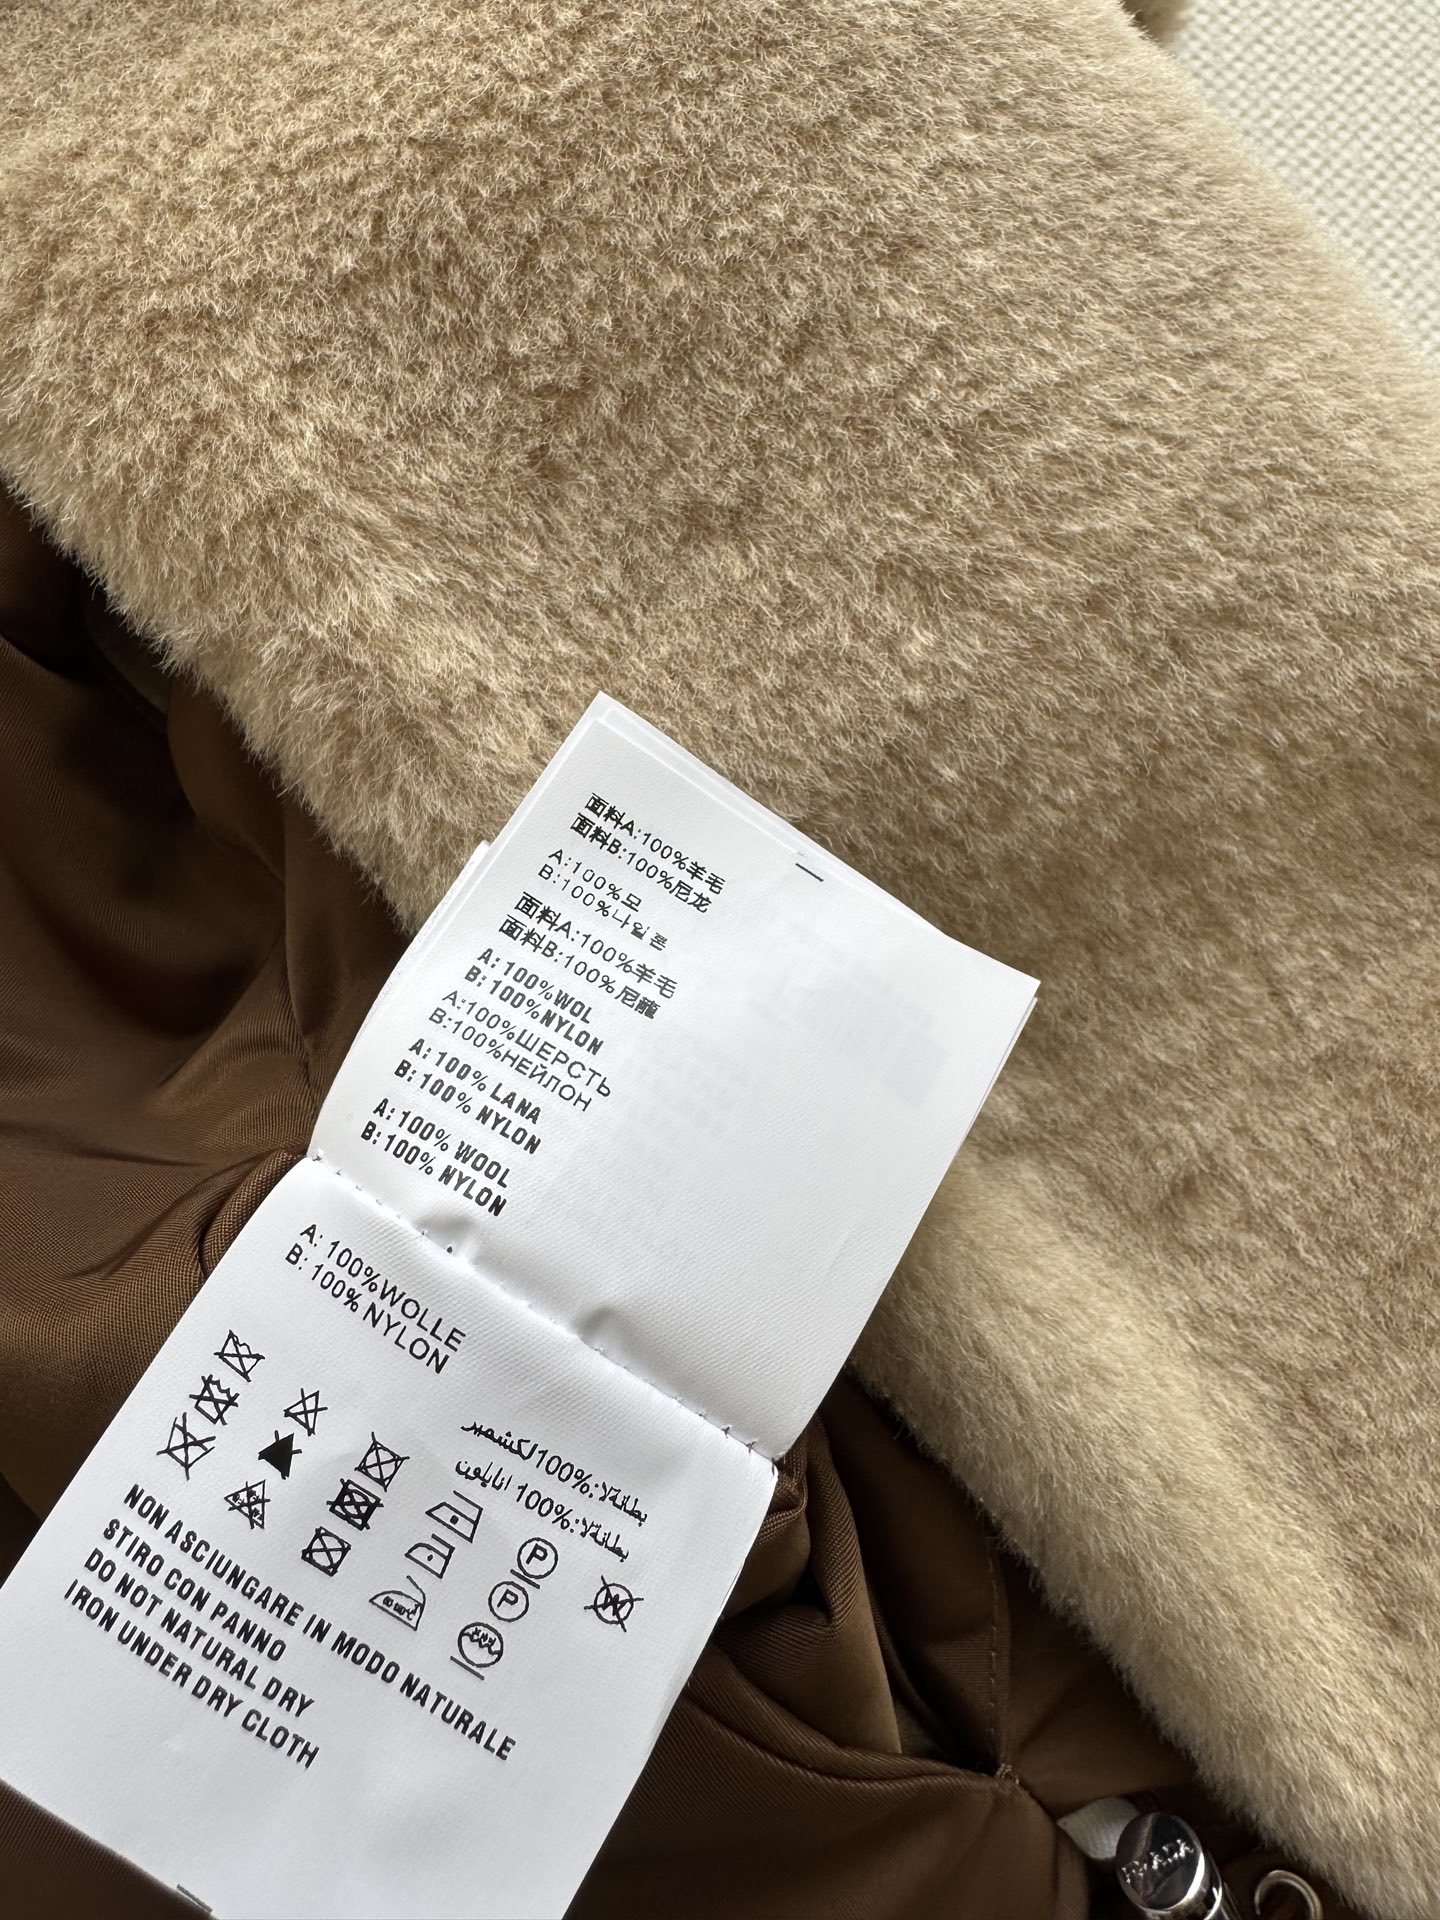 面料A:100%羊毛
面料B:100%尼龙
A:100%모
B:100%나일론
面料A:100%羊毛
面料B:100%尼龍
A: 100%WOL
B: 100%NYLON
A:100%ШЕРСТЬ
B:100%НЕЙЛОН
A: 100% LANA
B: 100% NYLON
A: 100% WOOL
B: 100% NYLON
A: 100%WOLLE
B: 100% NYLON
P
P
NON ASCIUNGARE IN MODO NATURALE
STIRO CON PANNO
DO NOT NATURAL DRY
IRON UNDER DRY CLOTH
PRADA